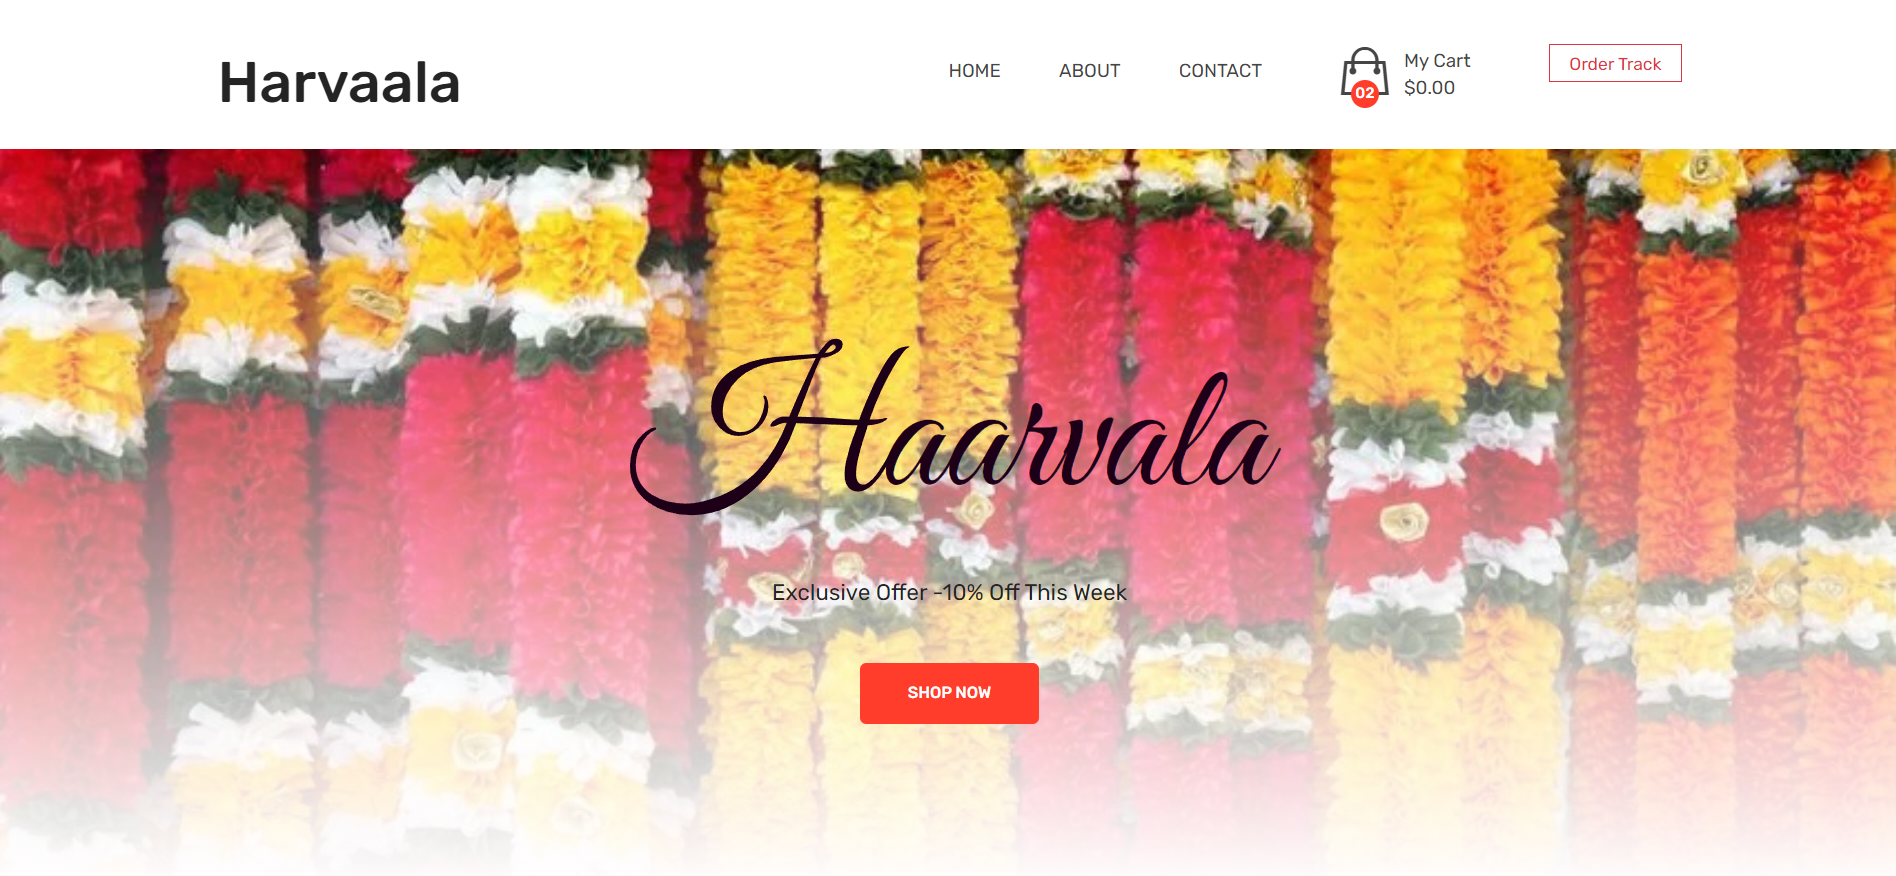 Harvaala
HOME ABOUT CONTACT
My Cart
$0.00
02
Order Track
Haarvala
Exclusive Offer -10% Off This Week
SHOP NOW